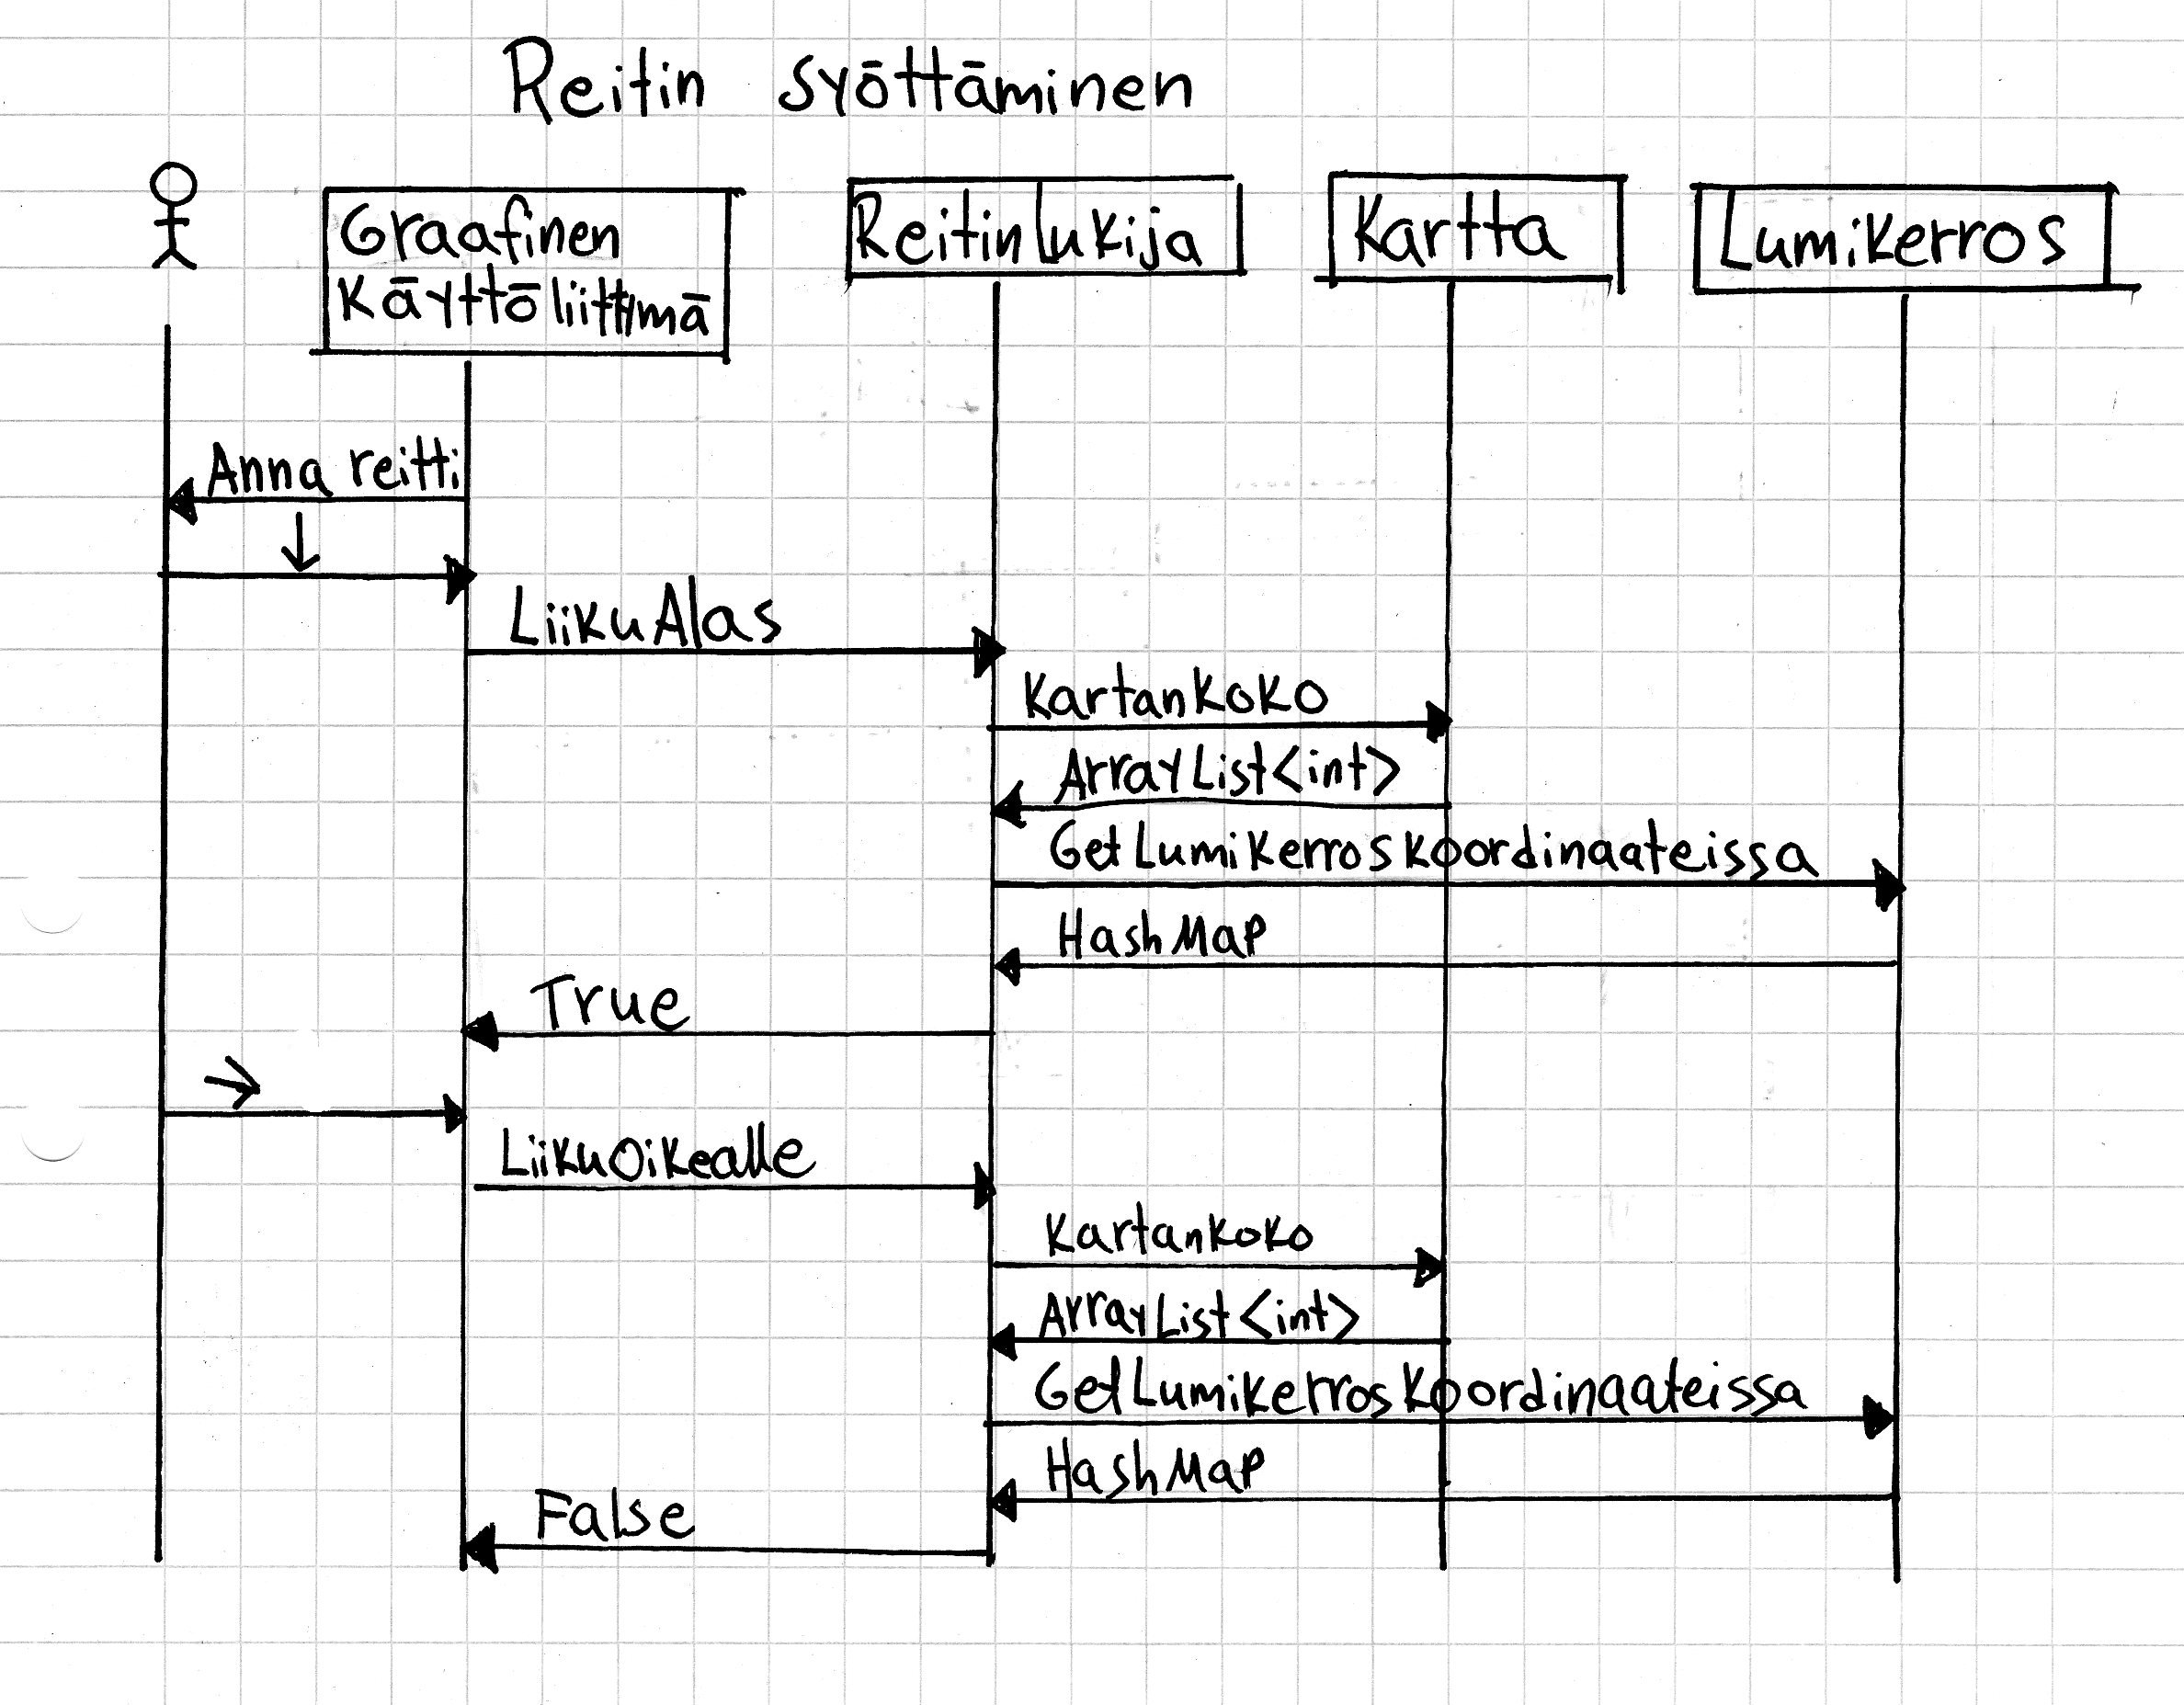 Reitin syöttäminen
Graafinen
Käyttöliittymä
Reitinlukija
Kartta
Lumikerros
Anna reitti
↓
LiikuAlas
Kartankoko
ArrayList<int>
GetLumikerrosKoordinaateissa
HashMap
True
→
LiikuOikealle
Kartankoko
ArrayList<int>
GetLumikerrosKoordinaateissa
HashMap
False